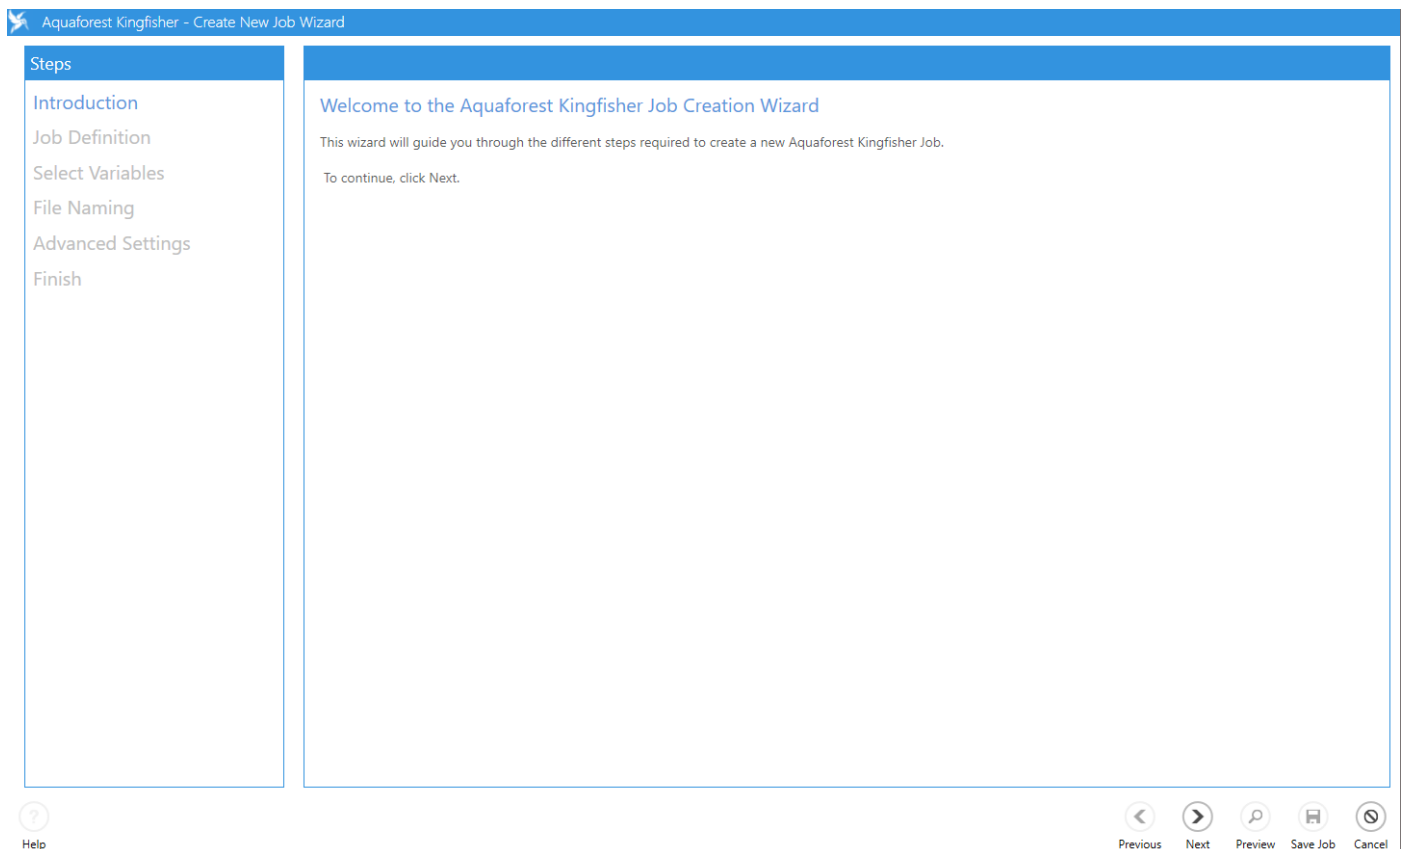 Aquaforest Kingfisher - Create New Job Wizard
Steps
Introduction
Job Definition
Select Variables
File Naming
Advanced Settings
Finish
Welcome to the Aquaforest Kingfisher Job Creation Wizard
This wizard will guide you through the different steps required to create a new Aquaforest Kingfisher Job.
To continue, click Next.
?
Help
Previous
Next
Preview
Save Job
Cancel